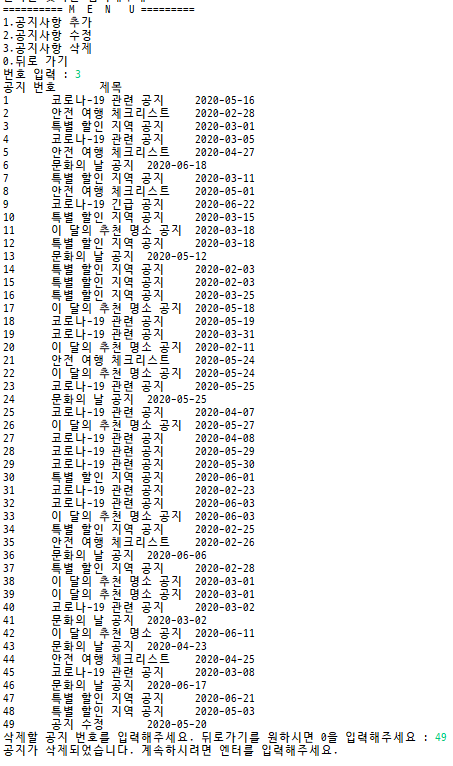 ========== M E N U =========
1.공지사항 추가
2.공지사항 수정
3.공지사항 삭제
0.뒤로 가기
번호 입력 : 3
공지 번호 제목
1 코로나-19 관련 공지 2020-05-16
2 안전 여행 체크리스트 2020-02-28
3 특별 할인 지역 공지 2020-03-01
4 코로나-19 관련 공지 2020-03-05
5 안전 여행 체크리스트 2020-04-27
6 문화의 날 공지 2020-06-18
7 특별 할인 지역 공지 2020-03-11
8 안전 여행 체크리스트 2020-05-01
9 코로나-19 긴급 공지 2020-06-22
10 특별 할인 지역 공지 2020-03-15
11 이 달의 추천 명소 공지 2020-03-18
12 특별 할인 지역 공지 2020-03-18
13 문화의 날 공지 2020-05-12
14 특별 할인 지역 공지 2020-02-03
15 특별 할인 지역 공지 2020-02-03
16 특별 할인 지역 공지 2020-03-25
17 이 달의 추천 명소 공지 2020-05-18
18 코로나-19 관련 공지 2020-05-19
19 코로나-19 관련 공지 2020-03-31
20 이 달의 추천 명소 공지 2020-02-11
21 안전 여행 체크리스트 2020-05-24
22 이 달의 추천 명소 공지 2020-05-24
23 코로나-19 관련 공지 2020-05-25
24 문화의 날 공지 2020-05-25
25 코로나-19 관련 공지 2020-04-07
26 이 달의 추천 명소 공지 2020-05-27
27 코로나-19 관련 공지 2020-04-08
28 코로나-19 관련 공지 2020-05-29
29 코로나-19 관련 공지 2020-05-30
30 특별 할인 지역 공지 2020-06-01
31 코로나-19 관련 공지 2020-02-23
32 코로나-19 관련 공지 2020-06-03
33 이 달의 추천 명소 공지 2020-06-03
34 특별 할인 지역 공지 2020-02-25
35 안전 여행 체크리스트 2020-02-26
36 문화의 날 공지 2020-06-06
37 특별 할인 지역 공지 2020-02-28
38 이 달의 추천 명소 공지 2020-03-01
39 이 달의 추천 명소 공지 2020-03-01
40 코로나-19 관련 공지 2020-03-02
41 문화의 날 공지 2020-03-02
42 이 달의 추천 명소 공지 2020-06-11
43 문화의 날 공지 2020-04-23
44 안전 여행 체크리스트 2020-04-25
45 코로나-19 관련 공지 2020-03-08
46 문화의 날 공지 2020-06-17
47 특별 할인 지역 공지 2020-06-21
48 특별 할인 지역 공지 2020-05-03
49 공지 수정 2020-05-20
삭제할 공지 번호를 입력해주세요. 뒤로가기를 원하시면 0을 입력해주세요 : 49
공지가 삭제되었습니다. 계속하시려면 엔터를 입력해주세요.